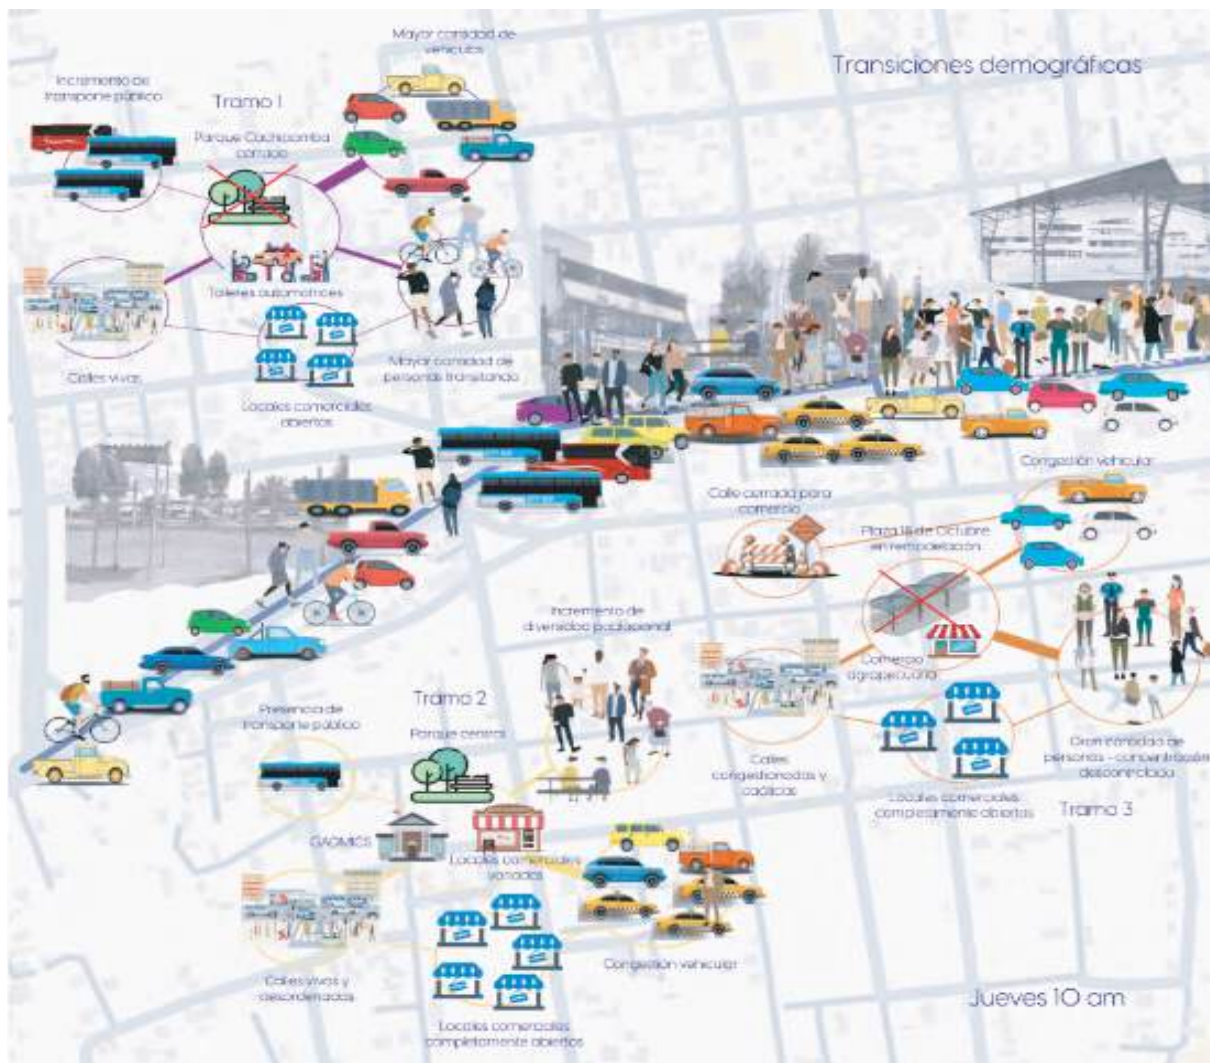 Transiciones demográficas
Mayor cantidad de
vehículos
Incremento de
transporte público
Tramo 1
Parque Cachipamba
cerrado
Talleres automotrices
Calles vivas
Locales comerciales
abiertos
Mayor cantidad de
personas transitando
Congestión vehicular
Calle cerrada para
comercio
Plaza 18 de Octubre
en remodelación
Incremento de
diversidad poblacional
Comercio
agropecuario
Calles
congestionadas y
caóticas
Locales comerciales
completamente abiertos
Gran cantidad de
personas - concentración
descontrolada
Tramo 3
Tramo 2
Presencia de
transporte público
Parque central
GADMICS
Locales comerciales
variados
Calles vivas y
desordenadas
Locales comerciales
completamente abiertos
Congestión vehicular
Jueves 10 am